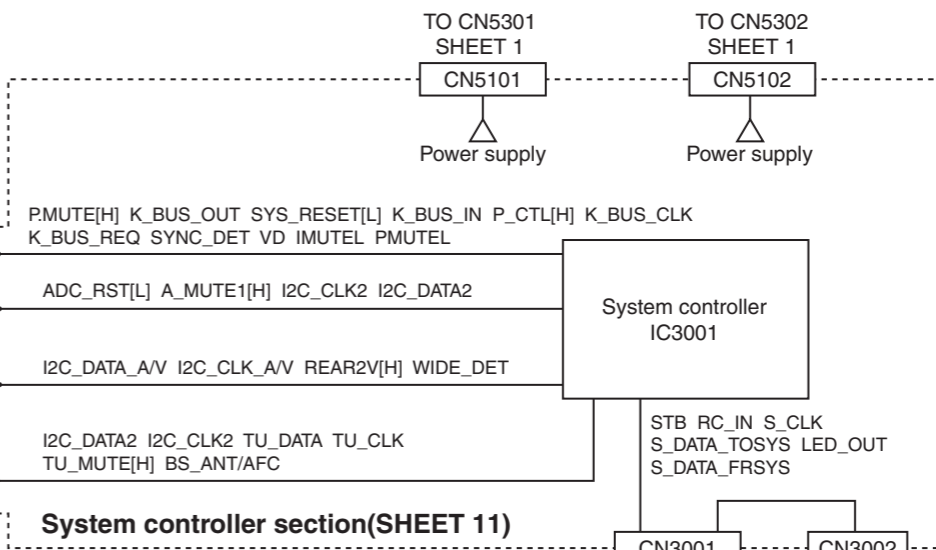 TO CN5301
SHEET 1
CN5101
Power supply
TO CN5302
SHEET 1
CN5102
Power supply
P.MUTE[H] K_BUS_OUT SYS_RESET[L] K_BUS_IN P_CTL[H] K_BUS_CLK
K_BUS_REQ SYNC_DET VD IMUTEL PMUTEL
ADC_RST[L] A_MUTE1[H] I2C_CLK2 I2C_DATA2
System controller
IC3001
I2C_DATA_A/V I2C_CLK_A/V REAR2V[H] WIDE_DET
I2C_DATA2 I2C_CLK2 TU_DATA TU_CLK
TU_MUTE[H] BS_ANT/AFC
STB RC_IN S_CLK
S_DATA_TOSYS LED_OUT
S_DATA_FRSYS
System controller section(SHEET 11)
CN3001
CN3002